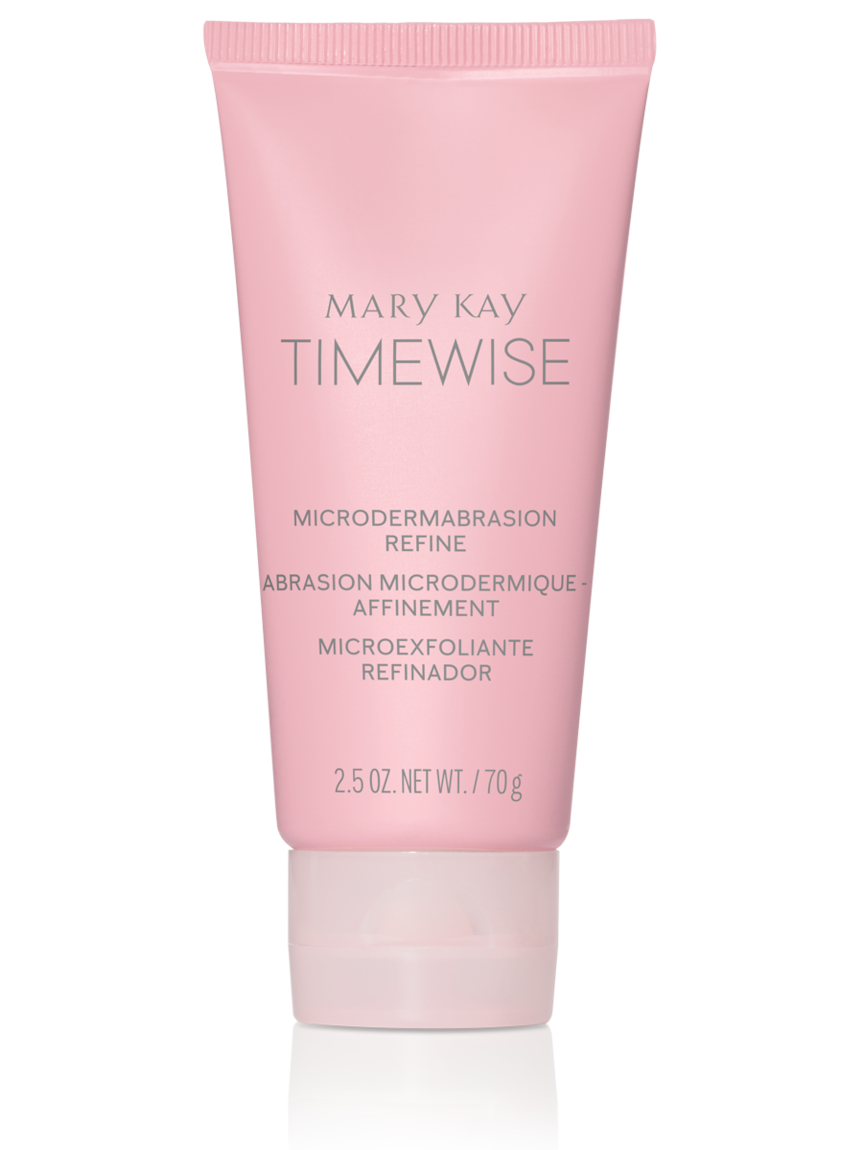 MARY KAY
TIMEWISE
MICRODERMABRASION
REFINE
ABRASION MICRODERMIQUE -
AFFINEMENT
MICROEXFOLIANTE
REFINADOR
2.5 OZ. NET WT. / 70 g